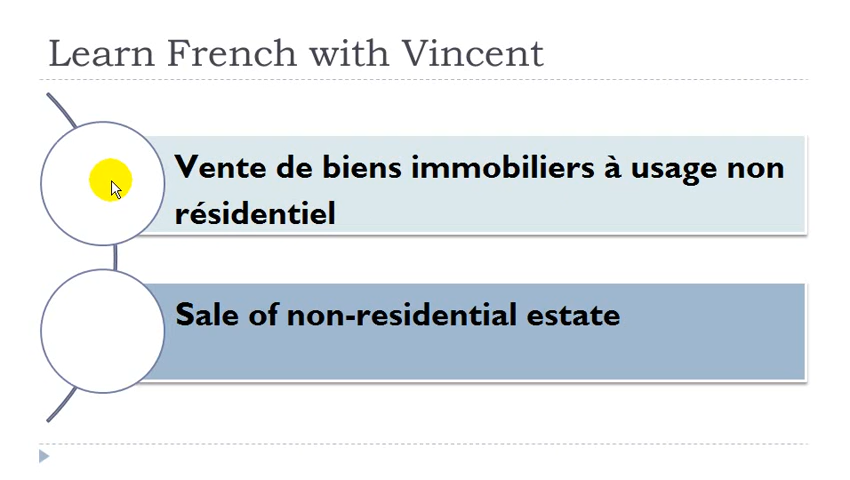 Learn French with Vincent
Vente de biens immobiliers à usage non
résidentiel
Sale of non-residential estate